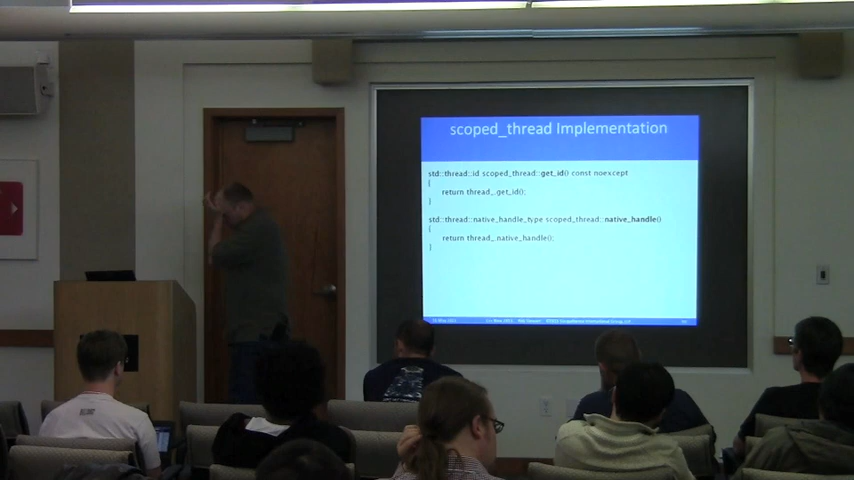 scoped_thread Implementation
std::thread::id scoped_thread::get_id() const noexcept
{
return thread_.get_id();
}
std::thread::native_handle_type scoped_thread::native_handle()
{
return thread_.native_handle();
}